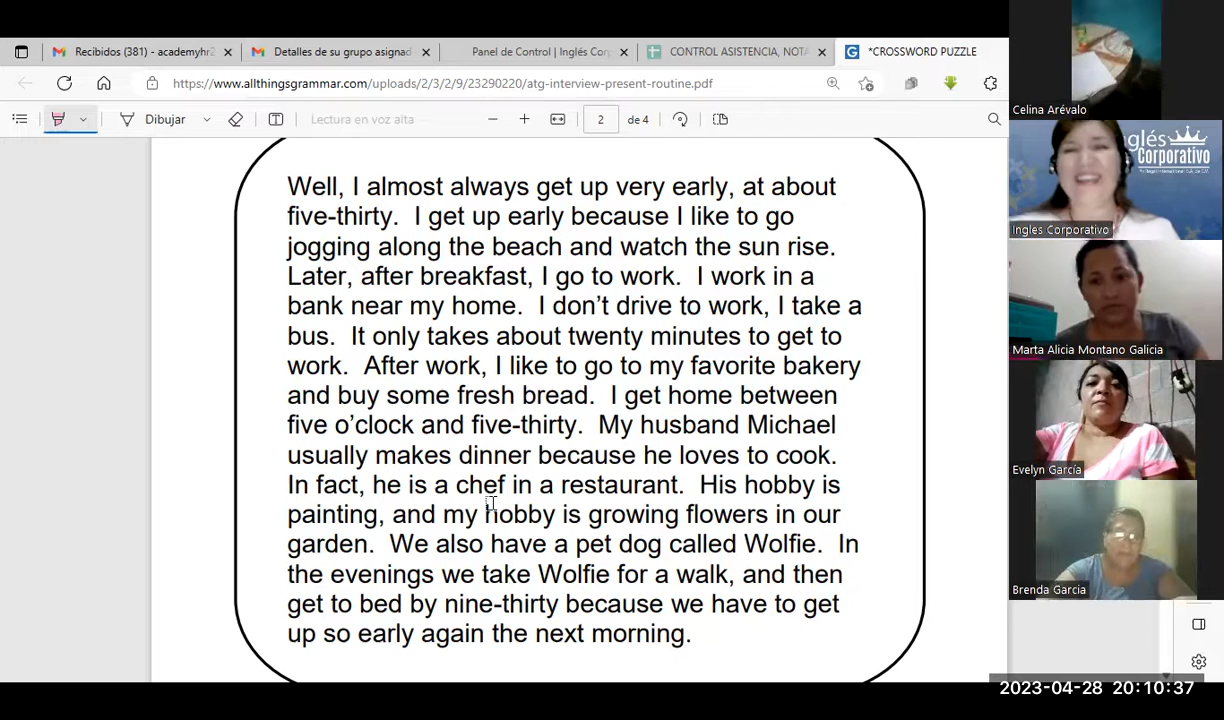 Recibidos (381) - academyhr2
Detalles de su grupo asignad
Panel de Control | Inglés Corp
CONTROL ASISTENCIA, NOTA
*CROSSWORD PUZZLE
https://www.allthingsgrammar.com/uploads/2/3/2/9/23290220/atg-interview-present-routine.pdf
Dibujar
Lectura en voz alta
2
de 4
Well, I almost always get up very early, at about
five-thirty. I get up early because I like to go
jogging along the beach and watch the sun rise.
Later, after breakfast, I go to work. I work in a
bank near my home. I don’t drive to work, I take a
bus. It only takes about twenty minutes to get to
work. After work, I like to go to my favorite bakery
and buy some fresh bread. I get home between
five o’clock and five-thirty. My husband Michael
usually makes dinner because he loves to cook.
In fact, he is a chef in a restaurant. His hobby is
painting, and my hobby is growing flowers in our
garden. We also have a pet dog called Wolfie. In
the evenings we take Wolfie for a walk, and then
get to bed by nine-thirty because we have to get
up so early again the next morning.
Celina Arévalo
Inglés
Corporativo
Ingles Corporativo
Marta Alicia Montano Galicia
Evelyn García
Brenda Garcia
2023-04-28 20:10:37